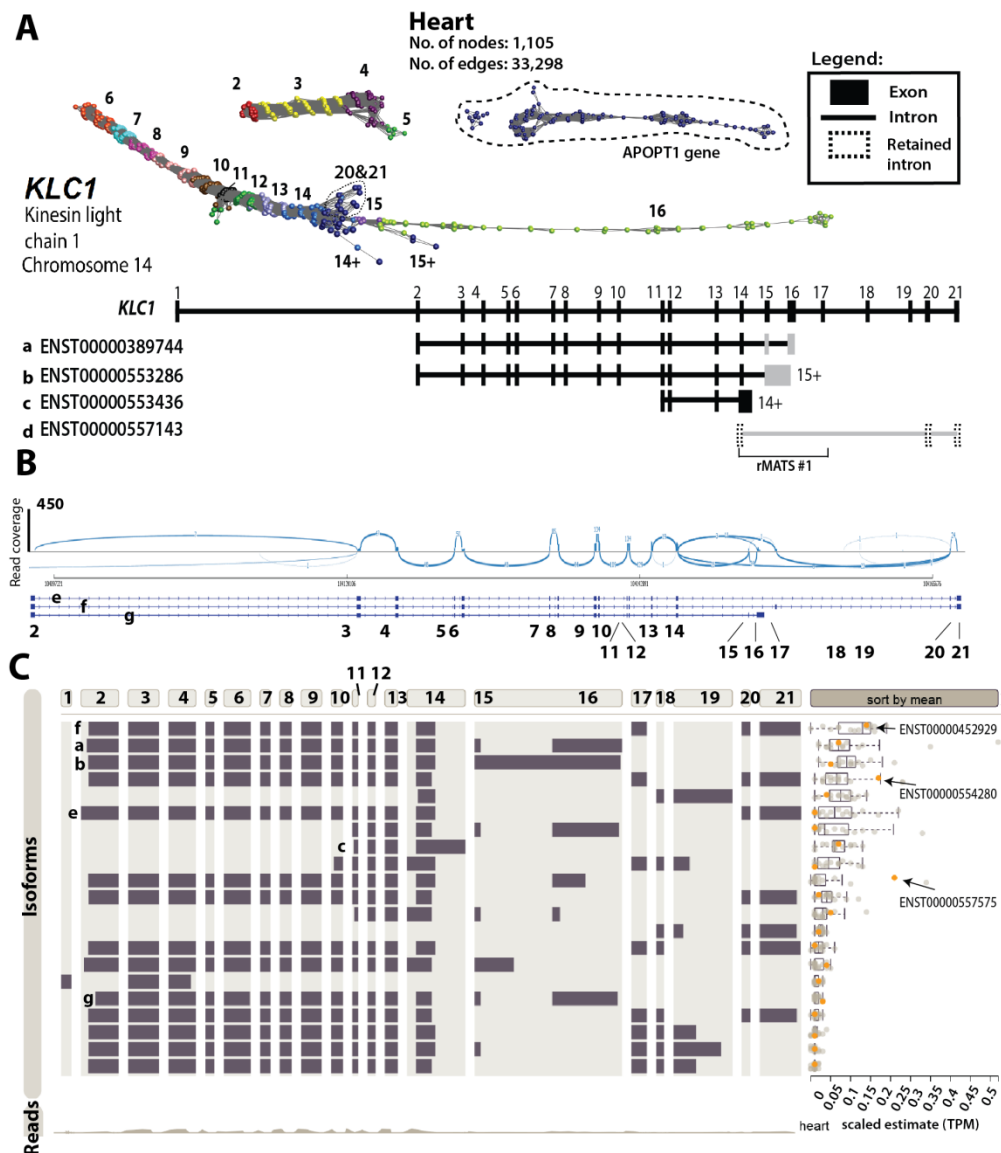 A
Heart
No. of nodes: 1,105
No. of edges: 33,298
Legend:
Exon
Intron
Retained
intron
APOPT1 gene
2 3 4 5
6 7 8 9 10 11 12 13 14 20&21 15 16
14+ 15+
KLC1
Kinesin light
chain 1
Chromosome 14
1 2 3 4 5 6 7 8 9 10 11 12 13 14 15 16 17 18 19 20 21
KLC1
a ENST00000389744
b ENST00000553286 15+
c ENST00000553436 14+
d ENST00000557143
rMATS #1
B
450
Read coverage
e
f
g
2 3 4 5 6 7 8 9 10 11 12 13 14 15 16 17 18 19 20 21
C
11 12
1 2 3 4 5 6 7 8 9 10 13 14 15 16 17 18 19 20 21 sort by mean
f ENST00000452929
a
b
ENST00000554280
e
c
ENST00000557575
g
Isoforms
Reads
0 0.05 0.1 0.15 0.2 0.25 0.3 0.35 0.4 0.45 0.5
heart scaled estimate (TPM)